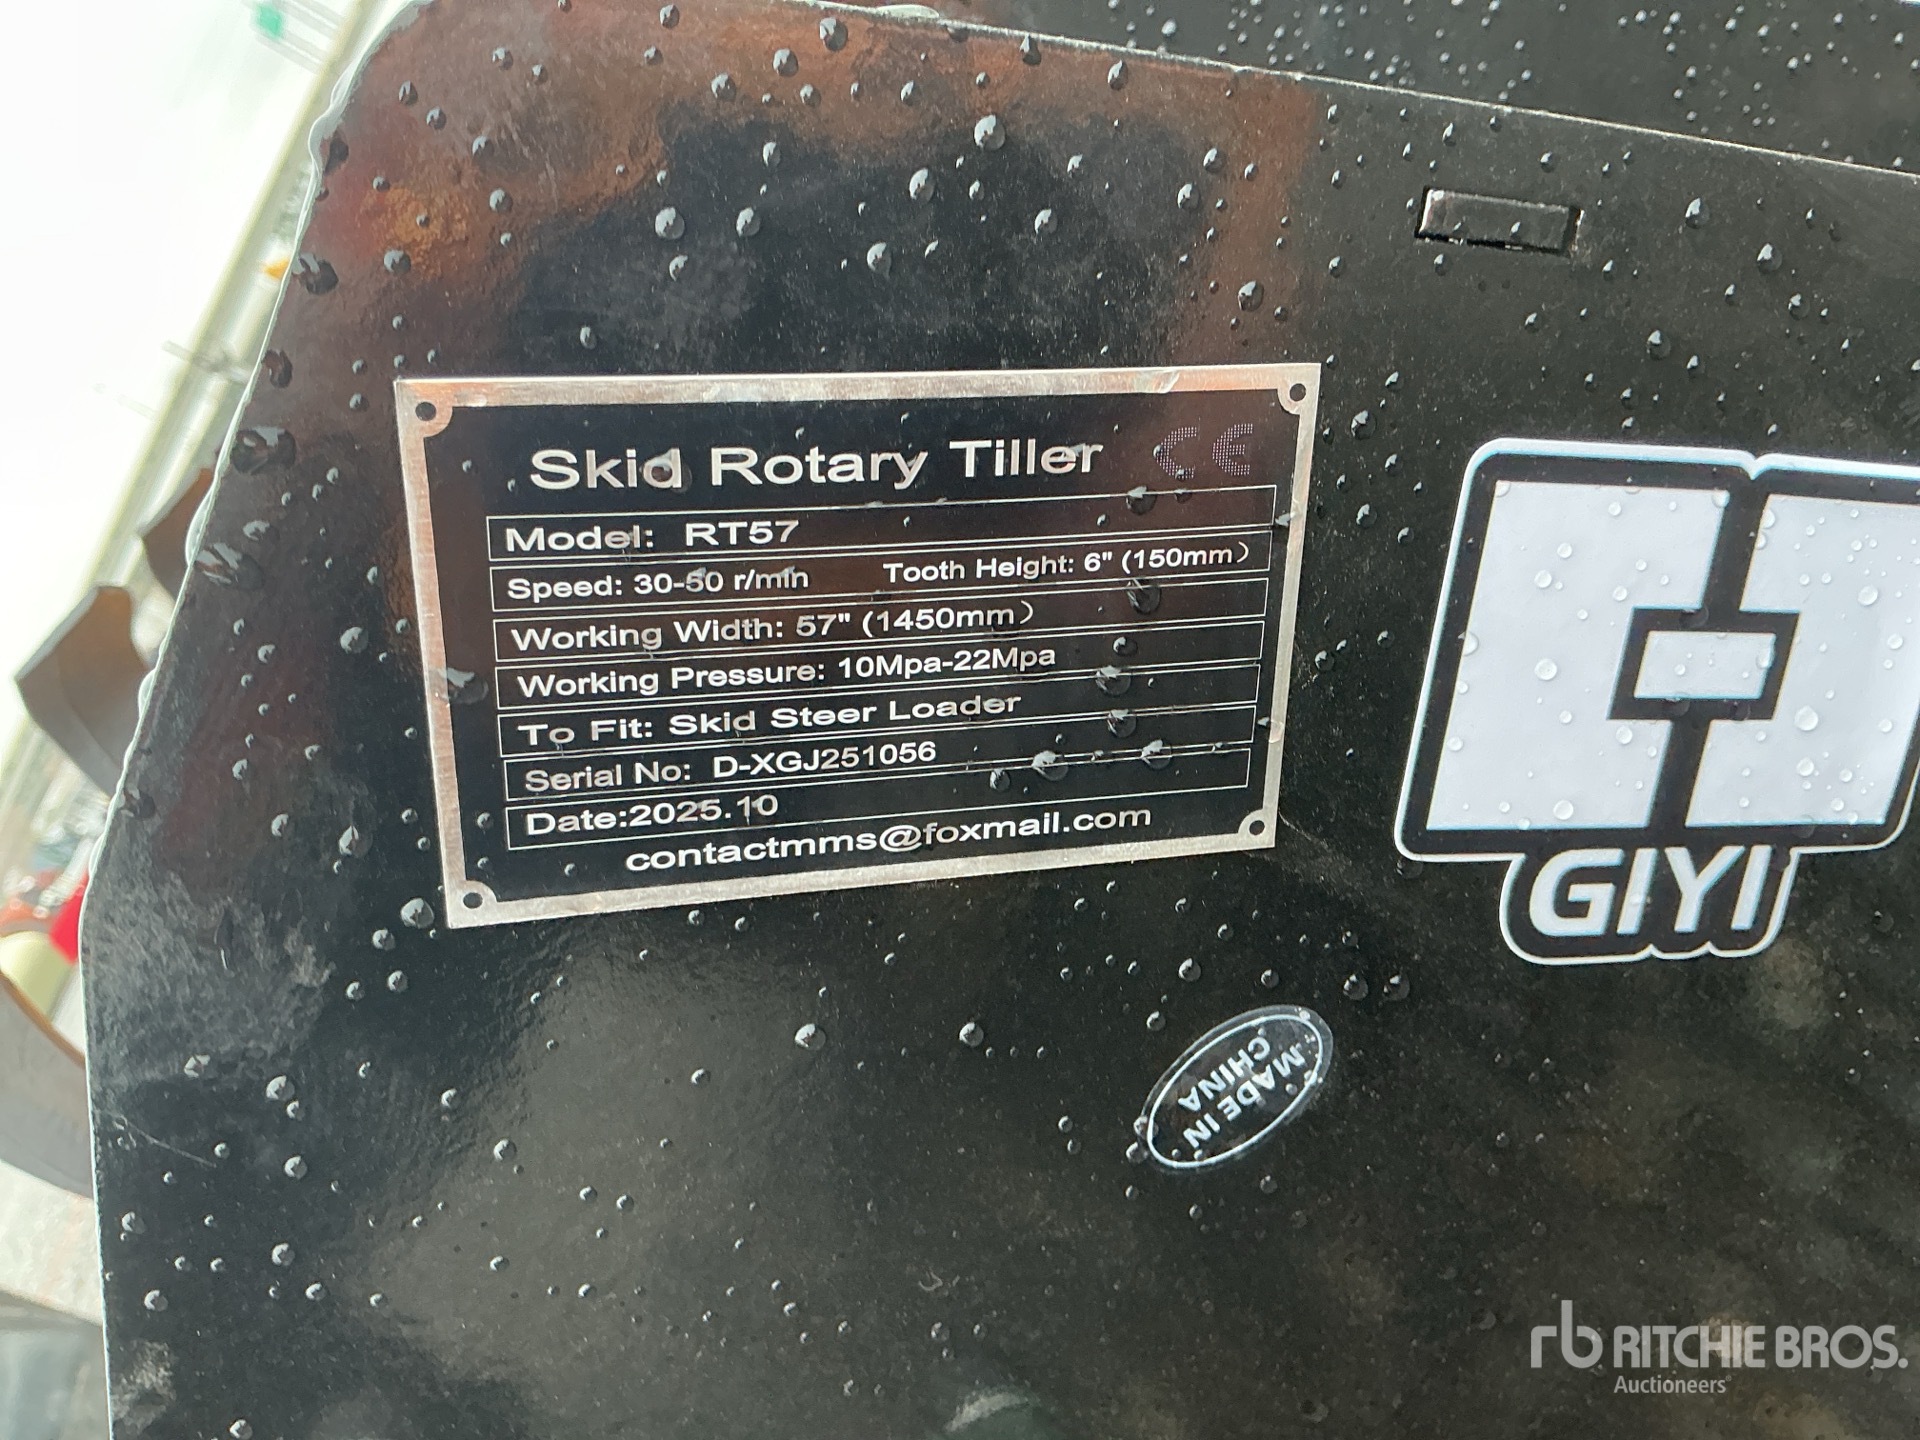 Skid Rotary Tiller CE
Model: RT57
Speed: 30-50 r/min Tooth Height: 6" (150mm)
Working Width: 57" (1450mm)
Working Pressure: 10Mpa-22Mpa
To Fit: Skid Steer Loader
Serial No: D-XGJ251056
Date:2025.10
contactmms@foxmail.com
GIYI
MADE IN
CHINA
rb RITCHIE BROS.
Auctioneers